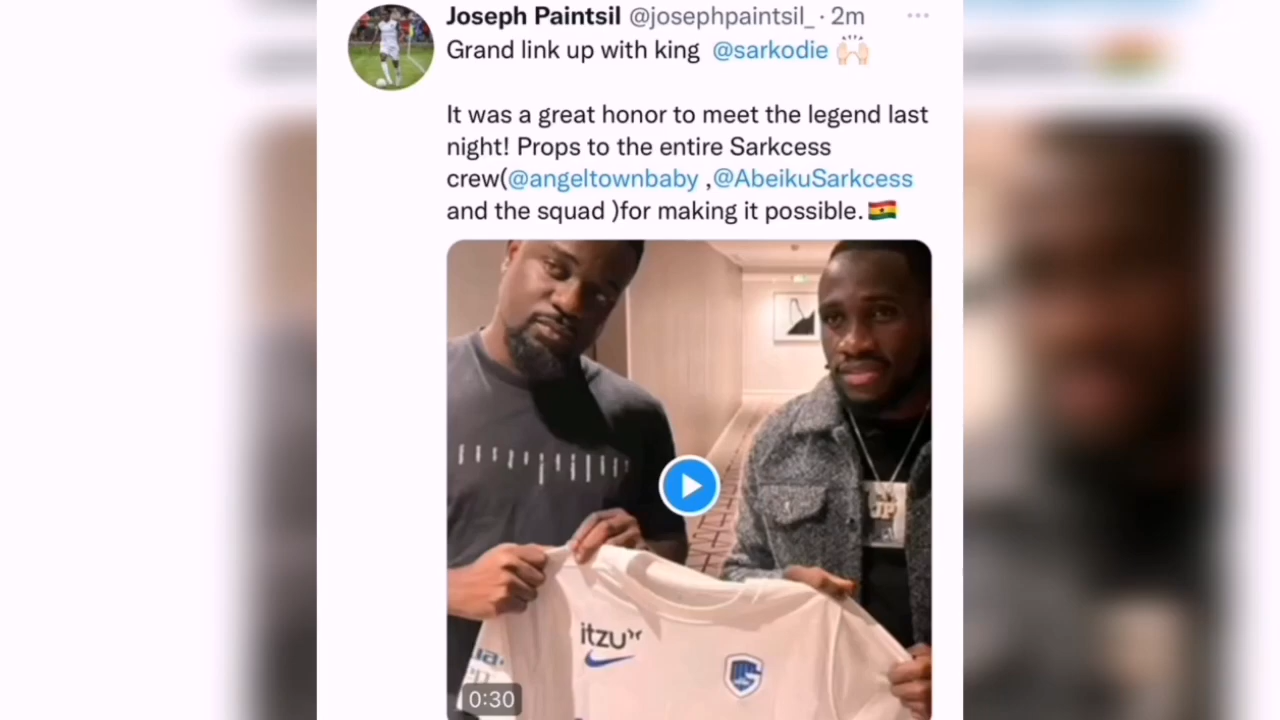 Joseph Paintsil @josephpaintsil_ · 2m
Grand link up with king @sarkodie 🙌🏻
It was a great honor to meet the legend last
night! Props to the entire Sarkcess
crew(@angeltownbaby ,@AbeikuSarkcess
and the squad )for making it possible.🇬🇭
JP
itzu
0:30